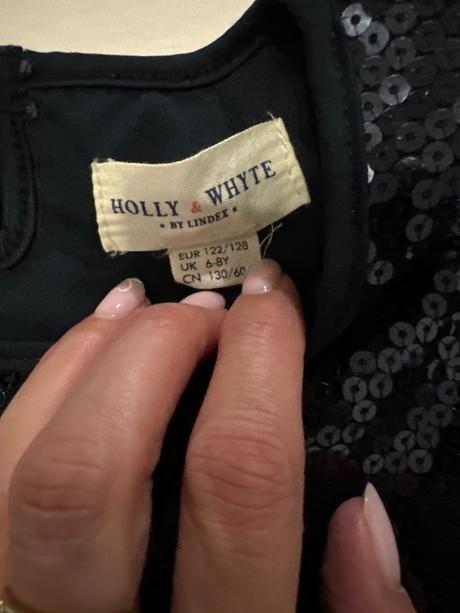 HOLLY & WHYTE
* BY LINDEX *
EUR 122/128
UK 6-8Y
CN 130/60